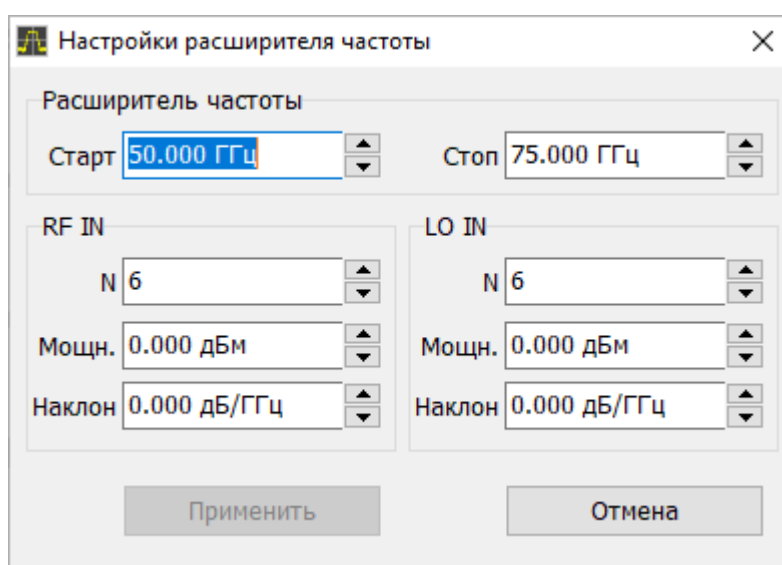 Настройки расширителя частоты
Расширитель частоты
Старт 50.000 ГГц Стоп 75.000 ГГц
RF IN LO IN
N 6 N 6
Мощн. 0.000 дБм Мощн. 0.000 дБм
Наклон 0.000 дБ/ГГц Наклон 0.000 дБ/ГГц
Применить Отмена